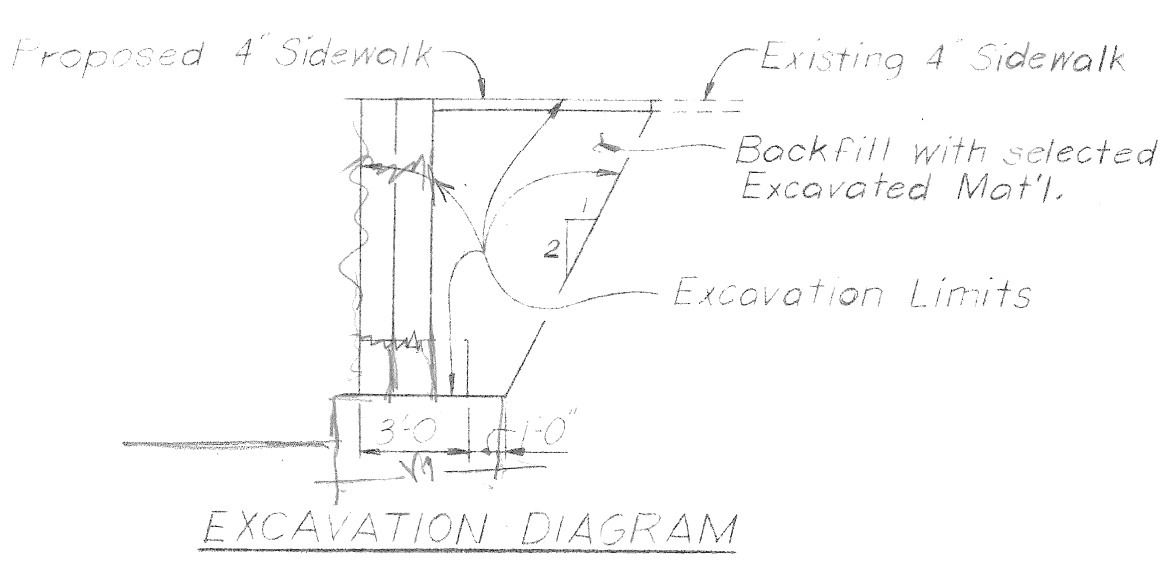 Proposed 4" Sidewalk
Existing 4" Sidewalk
Backfill with selected
Excavated Mat'l.
1
2
Excavation Limits
3'-0
1'-0"
EXCAVATION DIAGRAM